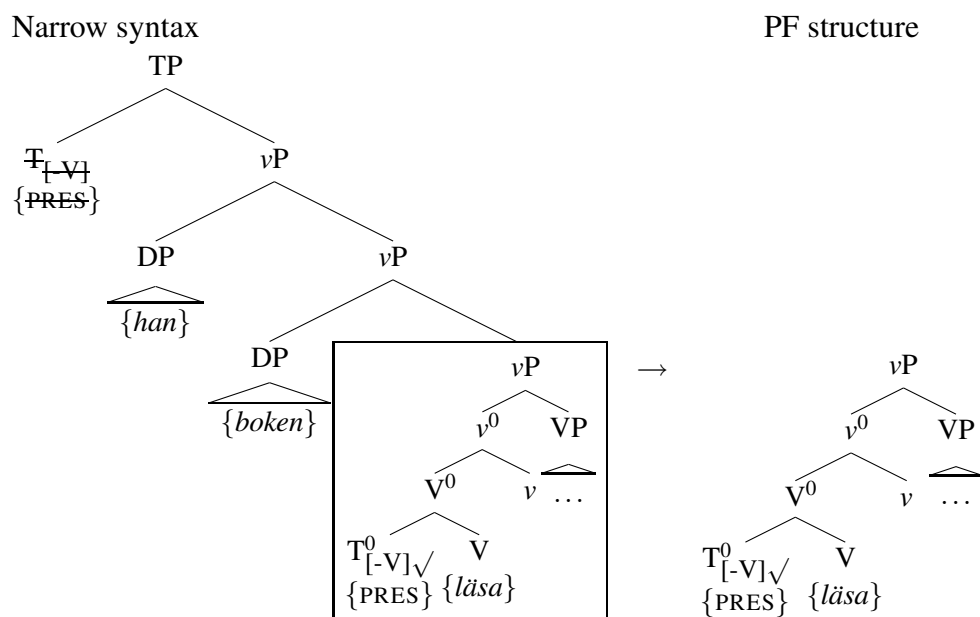 Narrow syntax PF structure
TP
T[-V] vP
{PRES}
DP vP
{han}
DP vP → vP
{boken} v⁰ VP v⁰ VP
V⁰ v ... V⁰ v ...
T⁰[-V]√ V T⁰[-V]√ V
{PRES} {läsa} {PRES} {läsa}